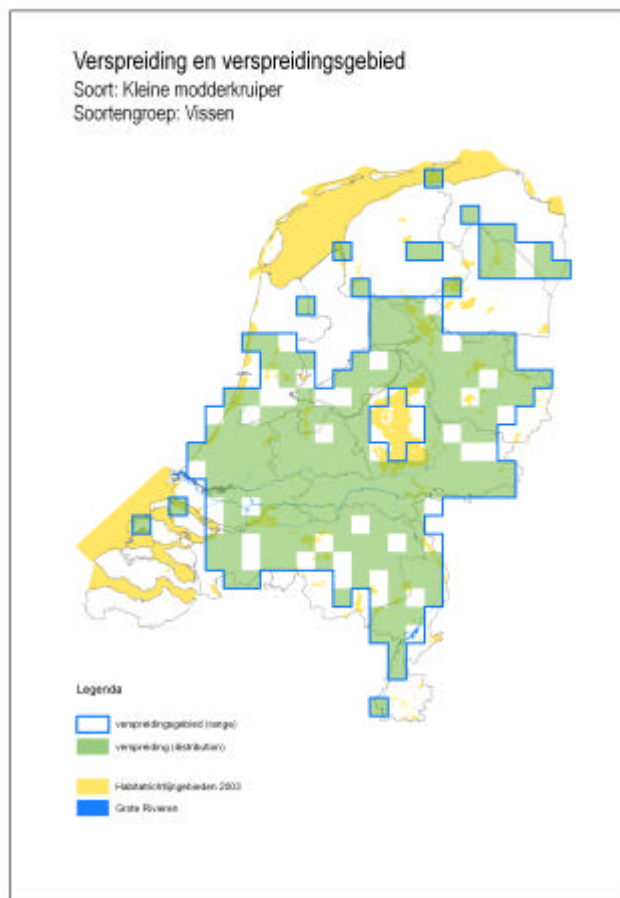 Verspreiding en verspreidingsgebied
Soort: Kleine modderkruiper
Soortengroep: Vissen
Legenda
verspreidingsgebied (range)
verspreiding (distribution)
Habitatrichtlijngebieden 2003
Grote Rivieren